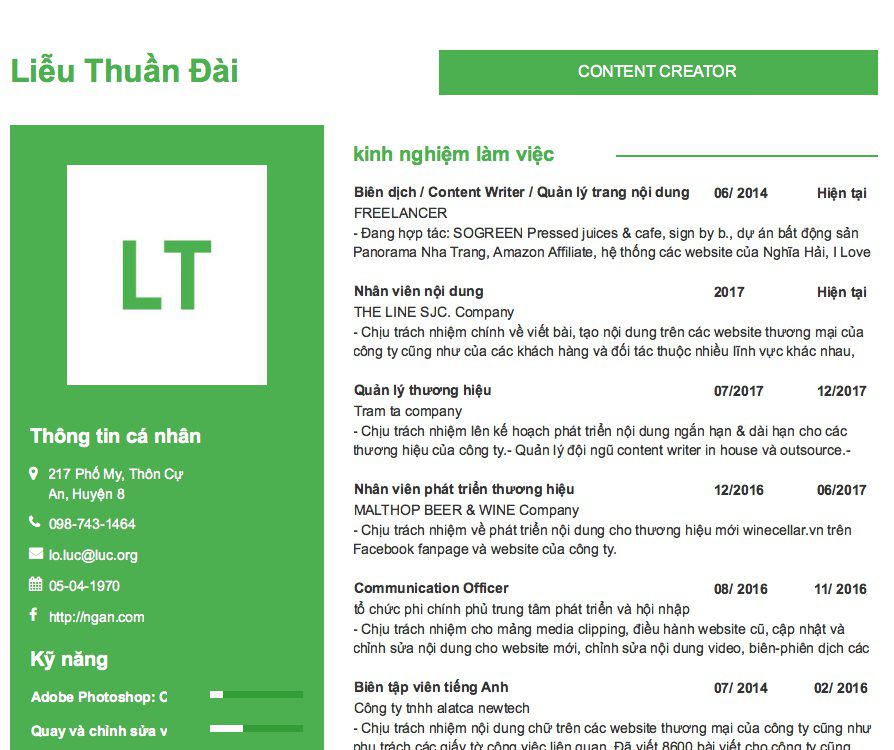 Liễu Thuần Đài
CONTENT CREATOR
LT
Thông tin cá nhân
217 Phố My, Thôn Cự
An, Huyện 8
098-743-1464
lo.luc@luc.org
05-04-1970
http://ngan.com
Kỹ năng
Adobe Photoshop: C
Quay và chỉnh sửa v
kinh nghiệm làm việc
Biên dịch / Content Writer / Quản lý trang nội dung 06/ 2014 Hiện tại
FREELANCER
- Đang hợp tác: SOGREEN Pressed juices & cafe, sign by b., dự án bất động sản
Panorama Nha Trang, Amazon Affiliate, hệ thống các website của Nghĩa Hải, I Love
Nhân viên nội dung 2017 Hiện tại
THE LINE SJC. Company
- Chịu trách nhiệm chính về viết bài, tạo nội dung trên các website thương mại của
công ty cũng như của các khách hàng và đối tác thuộc nhiều lĩnh vực khác nhau,
Quản lý thương hiệu 07/2017 12/2017
Tram ta company
- Chịu trách nhiệm lên kế hoạch phát triển nội dung ngắn hạn & dài hạn cho các
thương hiệu của công ty.- Quản lý đội ngũ content writer in house và outsource.-
Nhân viên phát triển thương hiệu 12/2016 06/2017
MALTHOP BEER & WINE Company
- Chịu trách nhiệm về phát triển nội dung cho thương hiệu mới winecellar.vn trên
Facebook fanpage và website của công ty.
Communication Officer 08/ 2016 11/ 2016
tổ chức phi chính phủ trung tâm phát triển và hội nhập
- Chịu trách nhiệm cho mảng media clipping, điều hành website cũ, cập nhật và
chỉnh sửa nội dung cho website mới, chỉnh sửa nội dung video, biên-phiên dịch các
Biên tập viên tiếng Anh 07/ 2014 02/ 2016
Công ty tnhh alatca newtech
- Chịu trách nhiệm nội dung chữ trên các website thương mại của công ty cũng như
phụ trách các giấy tờ công việc liên quan. Đã viết 8600 bài viết cho công ty cũng